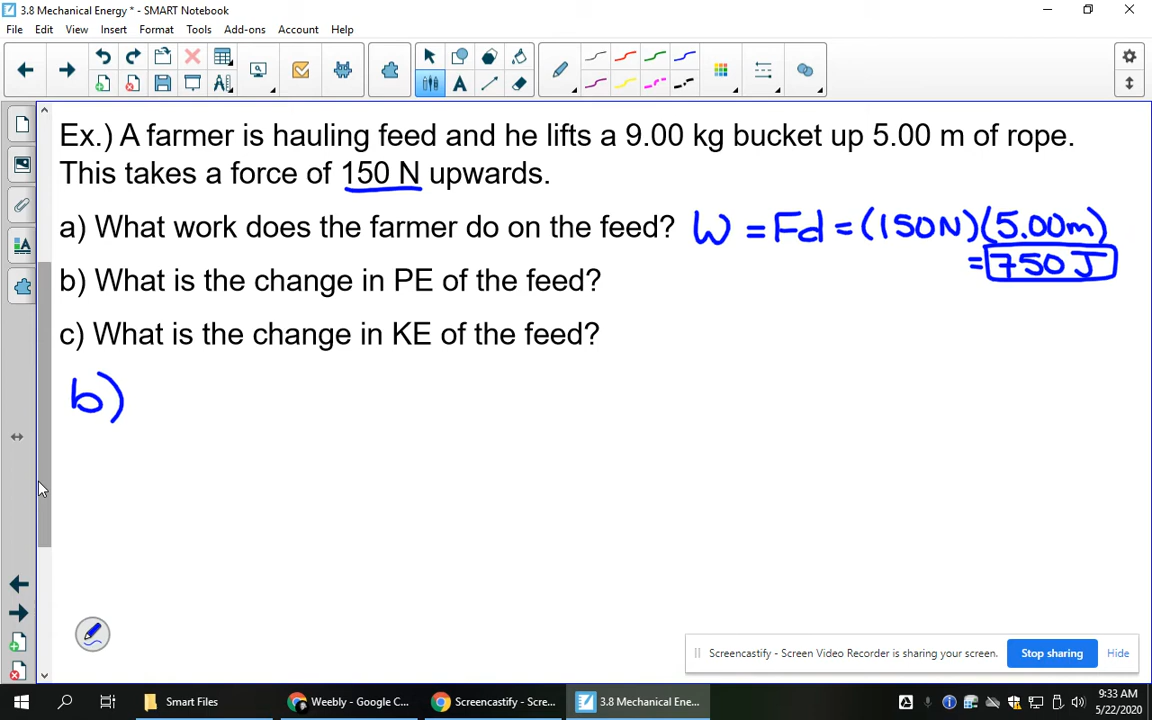 3.8 Mechanical Energy * - SMART Notebook
File Edit View Insert Format Tools Add-ons Account Help
Ex.) A farmer is hauling feed and he lifts a 9.00 kg bucket up 5.00 m of rope.
This takes a force of 150 N upwards.
a) What work does the farmer do on the feed? W = Fd = (150N)(5.00m)
= 750 J
b) What is the change in PE of the feed?
c) What is the change in KE of the feed?
b)
Screencastify - Screen Video Recorder is sharing your screen. Stop sharing Hide
Smart Files Weebly - Google C... Screencastify - Scre... 3.8 Mechanical Ene... 9:33 AM
5/22/2020